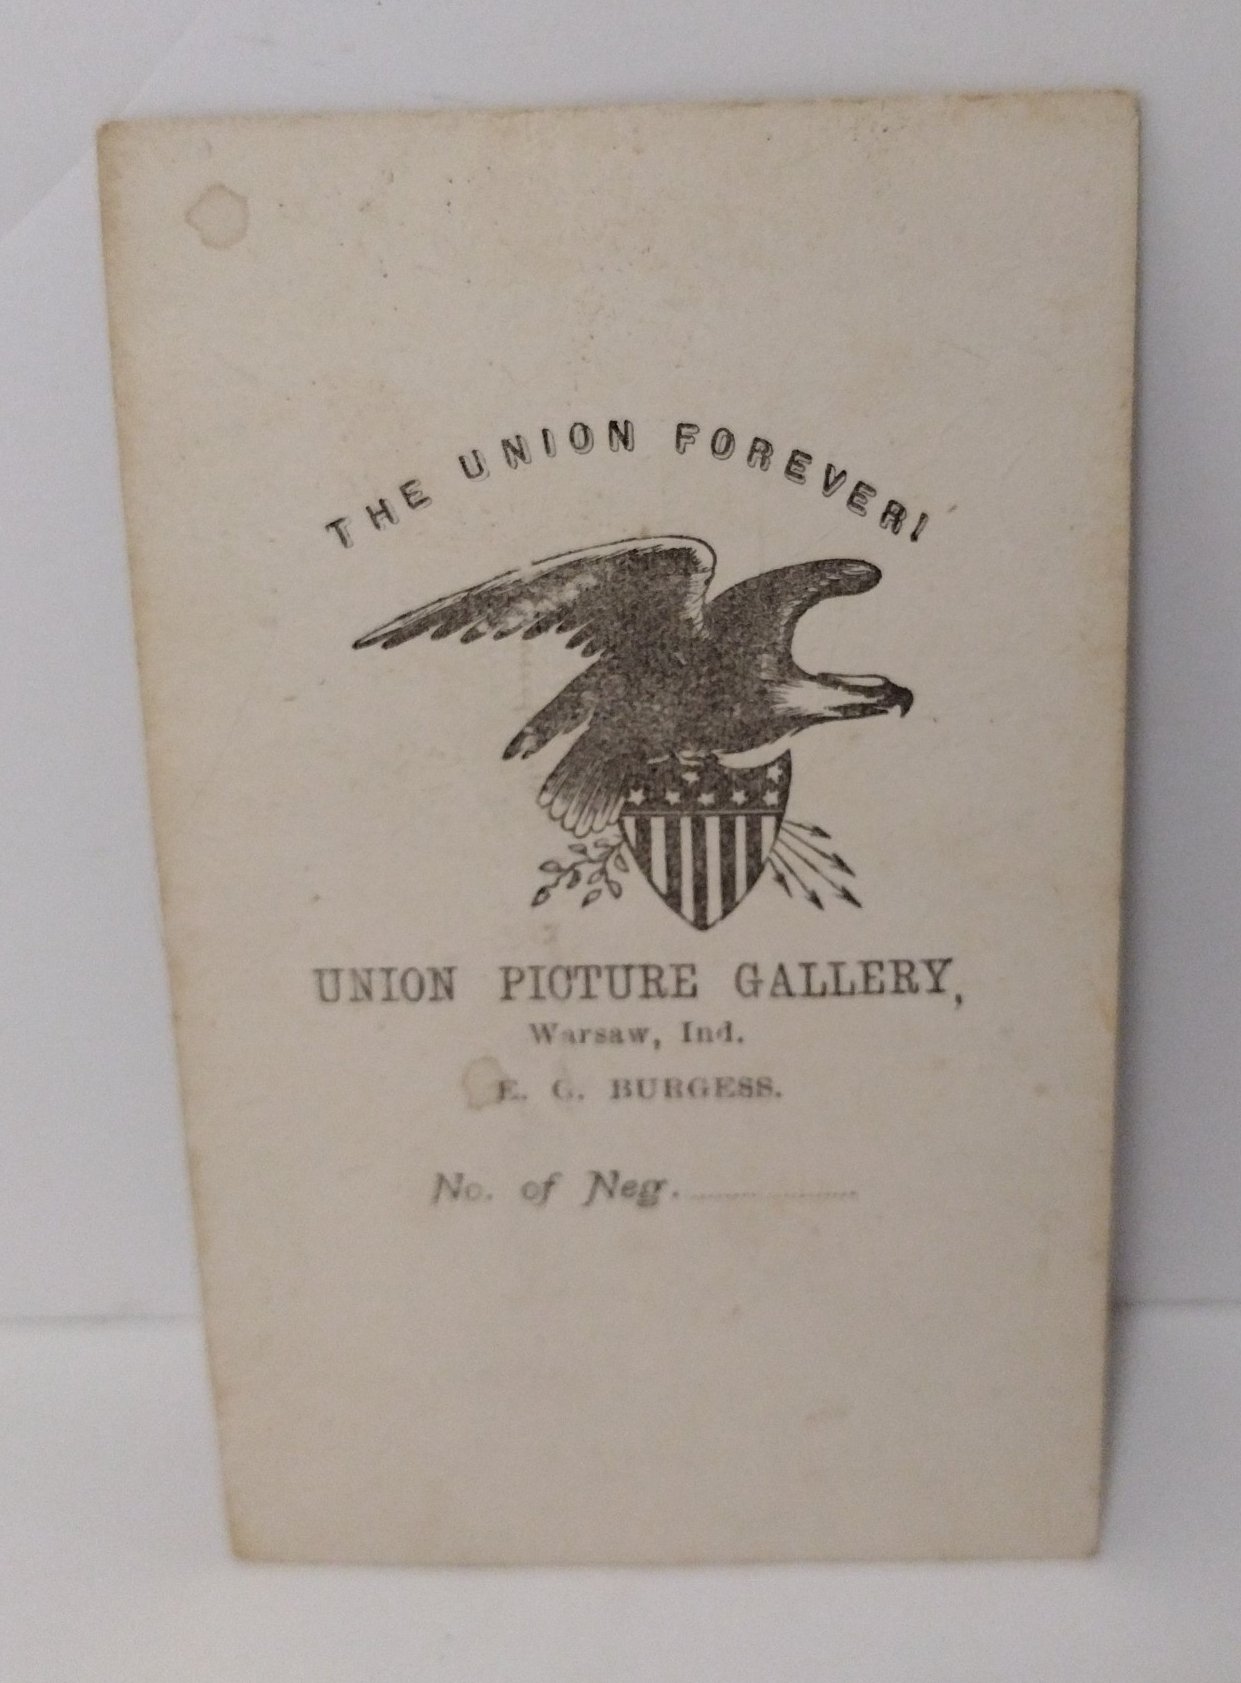 THE UNION FOREVER!
UNION PICTURE GALLERY,
Warsaw, Ind.
E. G. BURGESS.
No. of Neg.